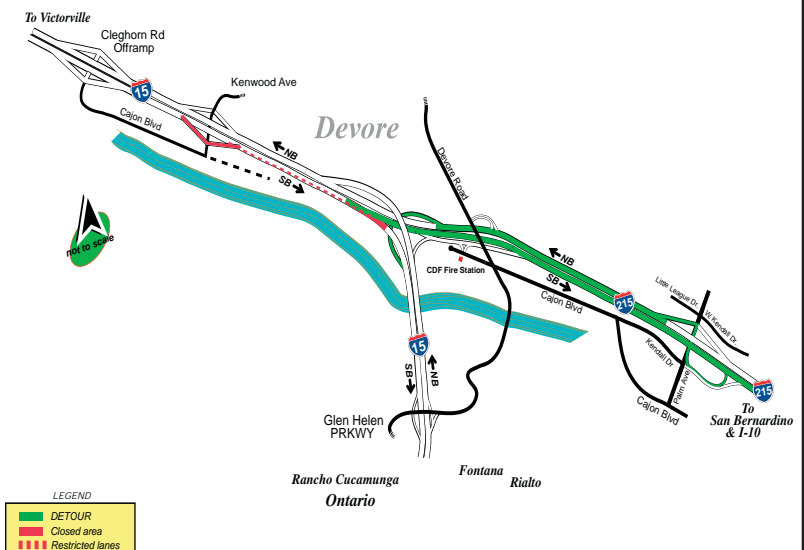 To Victorville
Cleghorn Rd
Offramp
15
Kenwood Ave
Cajon Blvd
Devore
NB
SB
Devore Road
not to scale
CDF Fire Station
NB
SB
Cajon Blvd
215
Little League Dr.
W. Kendell Dr.
Kendall Dr
Palm Ave
Cajon Blvd
215
To
San Bernardino
& I-10
15
SB
NB
Glen Helen
PRKWY
Rancho Cucamunga
Ontario
Fontana
Rialto
LEGEND
DETOUR
Closed area
Restricted lanes